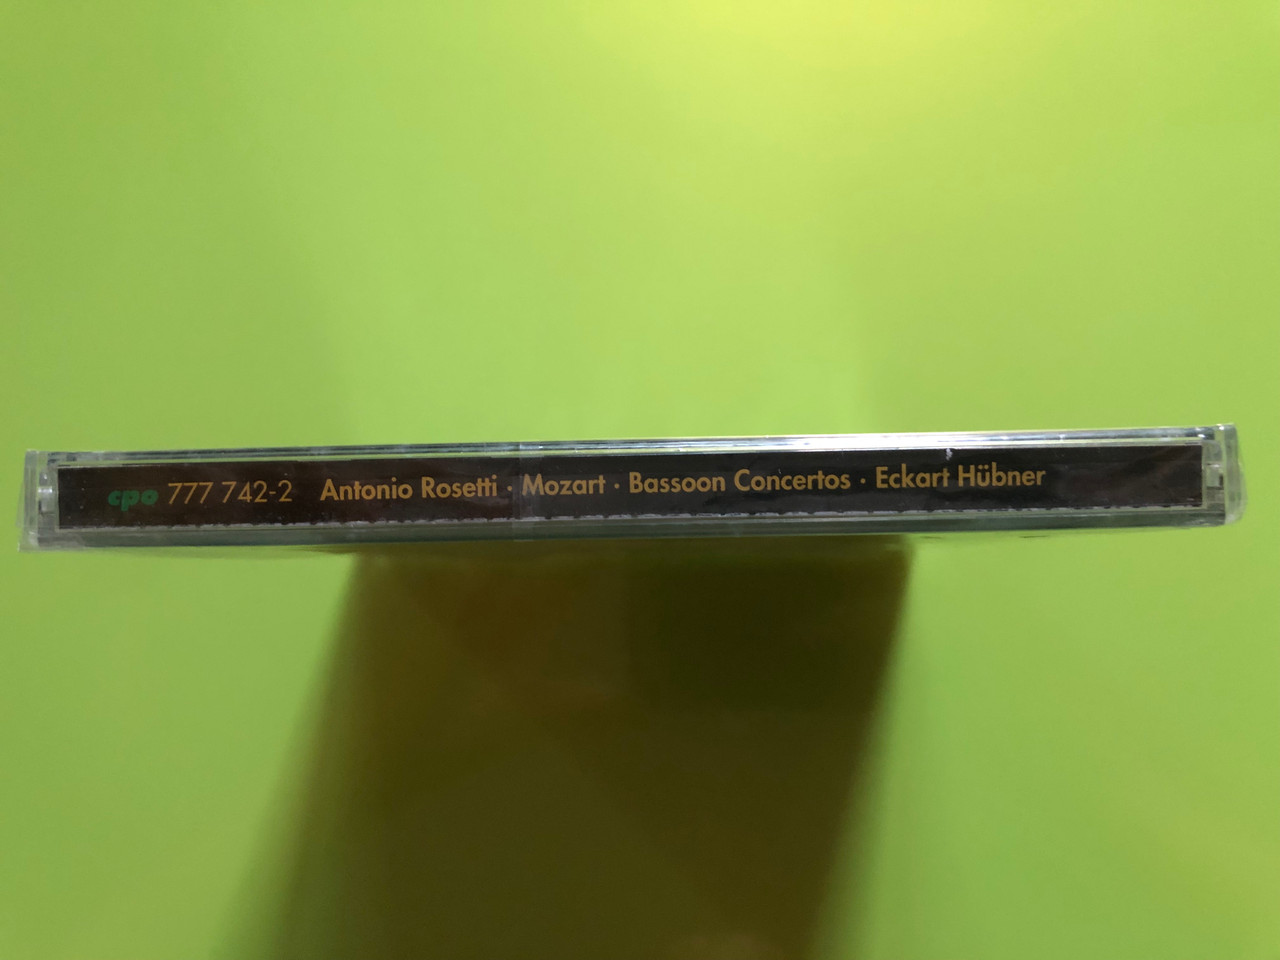 cpo 777 742-2 Antonio Rosetti · Mozart · Bassoon Concertos · Eckart Hübner